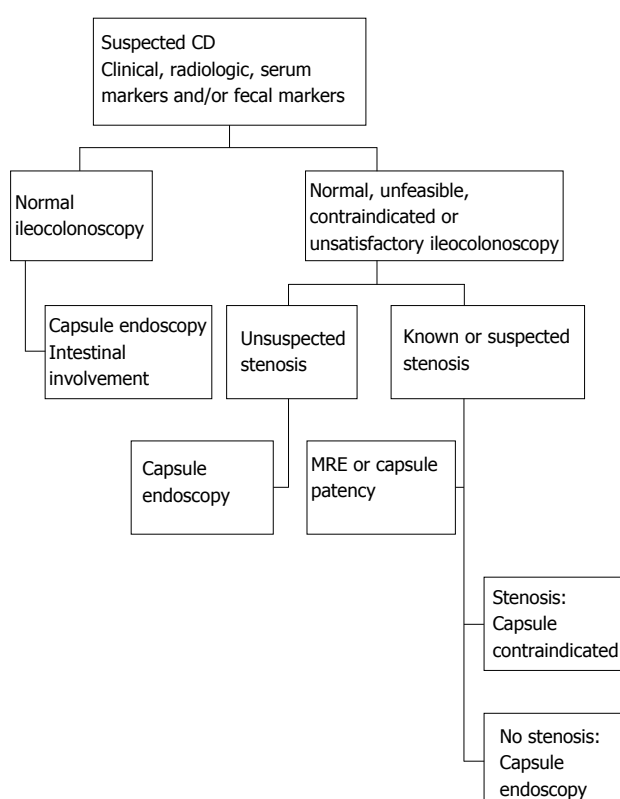 Suspected CD
Clinical, radiologic, serum
markers and/or fecal markers
Normal
ileocolonoscopy
Normal, unfeasible,
contraindicated or
unsatisfactory ileocolonoscopy
Capsule endoscopy
Intestinal
involvement
Unsuspected
stenosis
Known or suspected
stenosis
Capsule
endoscopy
MRE or capsule
patency
Stenosis:
Capsule
contraindicated
No stenosis:
Capsule
endoscopy